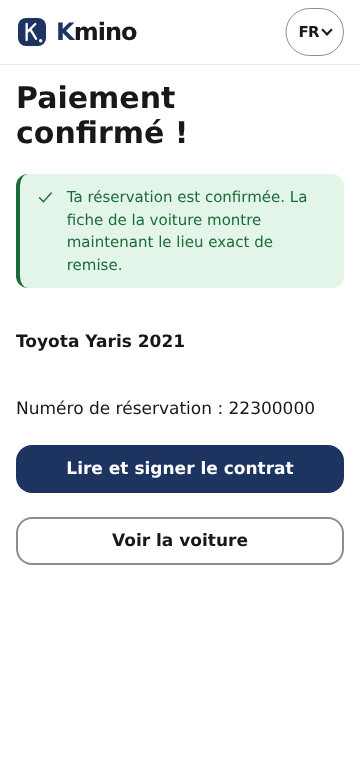 K.
Kmino
FR
Paiement
confirmé !
Ta réservation est confirmée. La
fiche de la voiture montre
maintenant le lieu exact de
remise.
Toyota Yaris 2021
Numéro de réservation : 22300000
Lire et signer le contrat
Voir la voiture